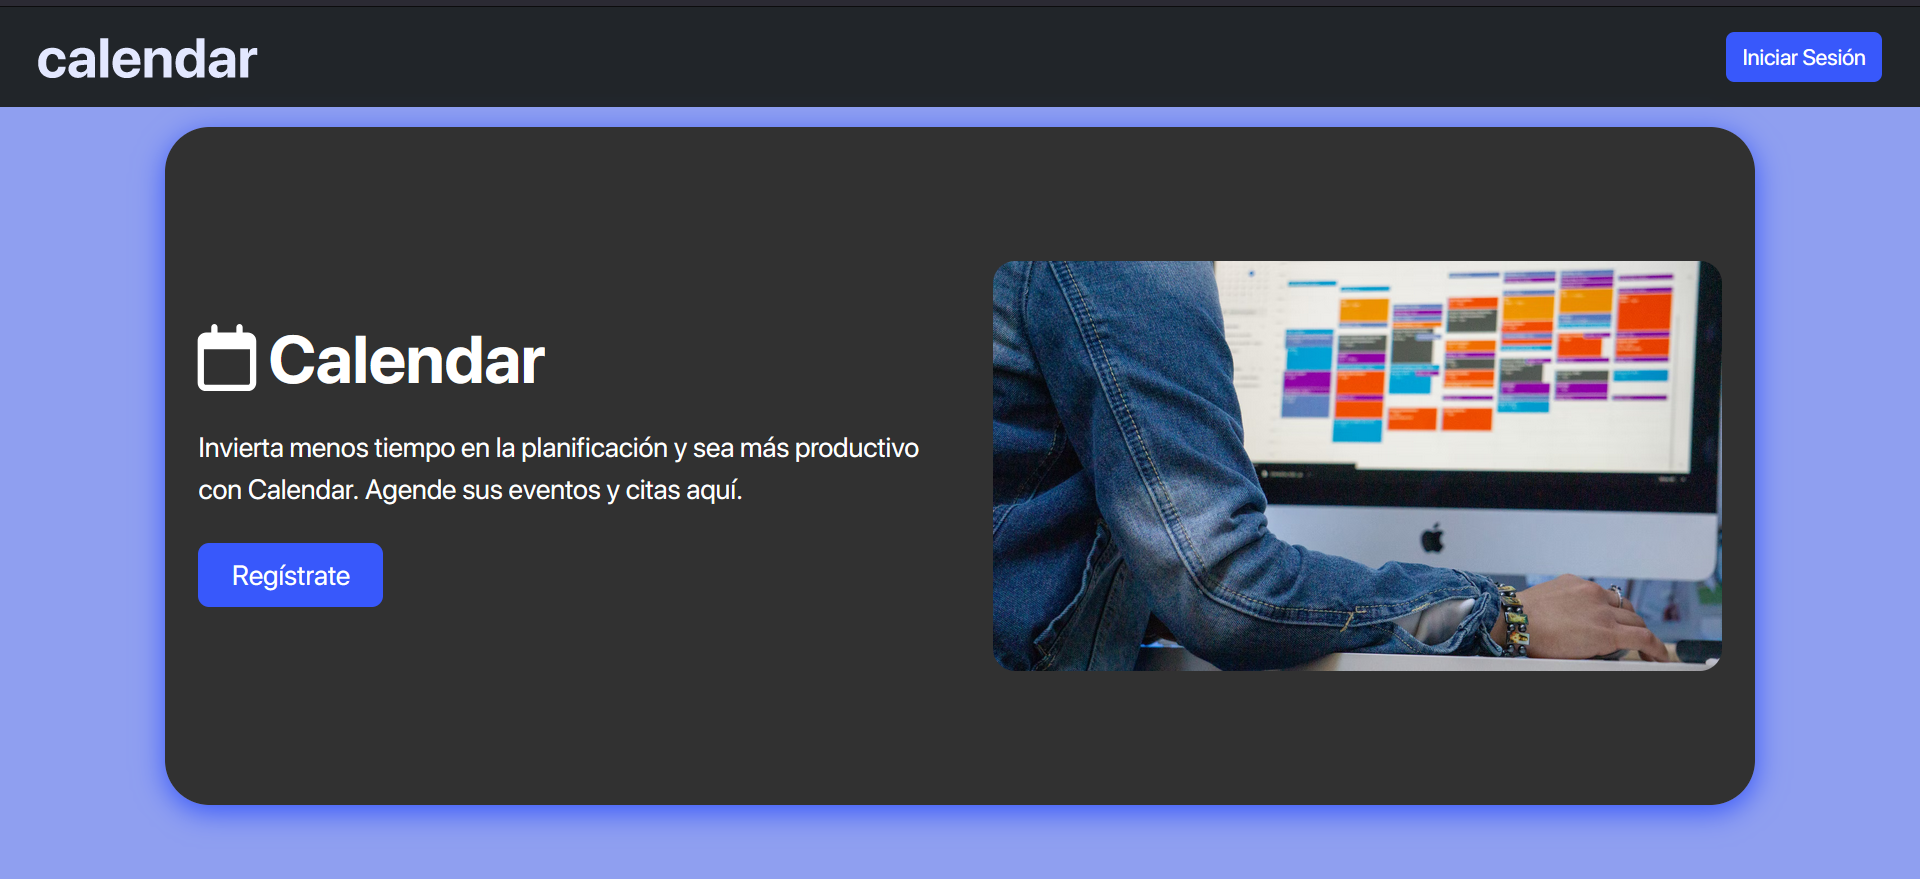 calendar
Iniciar Sesión
Calendar
Invierta menos tiempo en la planificación y sea más productivo
con Calendar. Agende sus eventos y citas aquí.
Regístrate